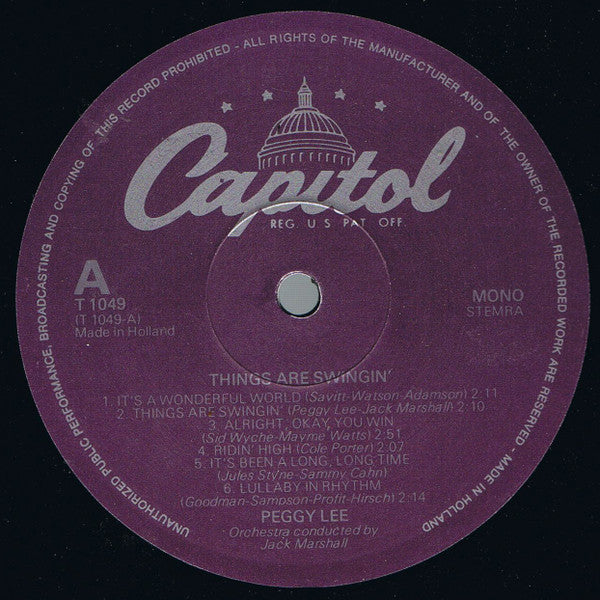 UNAUTHORIZED PUBLIC PERFORMANCE, BROADCASTING AND COPYING OF THIS RECORD PROHIBITED - ALL RIGHTS OF THE MANUFACTURER AND OF THE OWNER OF THE RECORDED WORK ARE RESERVED - MADE IN HOLLAND
Capitol
REG. U.S. PAT. OFF.
A
T 1049
(T 1049-A)
Made in Holland
MONO
STEMRA
THINGS ARE SWINGIN'
1. IT'S A WONDERFUL WORLD (Savitt-Watson-Adamson) 2:11
2. THINGS ARE SWINGIN' (Peggy Lee-Jack Marshall) 2:10
3. ALRIGHT, OKAY, YOU WIN
(Sid Wyche-Mayme Watts) 2:51
4. RIDIN' HIGH (Cole Porter) 2:07
5. IT'S BEEN A LONG, LONG TIME
(Jules Styne-Sammy Cahn)
6. LULLABY IN RHYTHM
(Goodman-Sampson-Profit-Hirsch) 2:14
PEGGY LEE
Orchestra conducted by
Jack Marshall